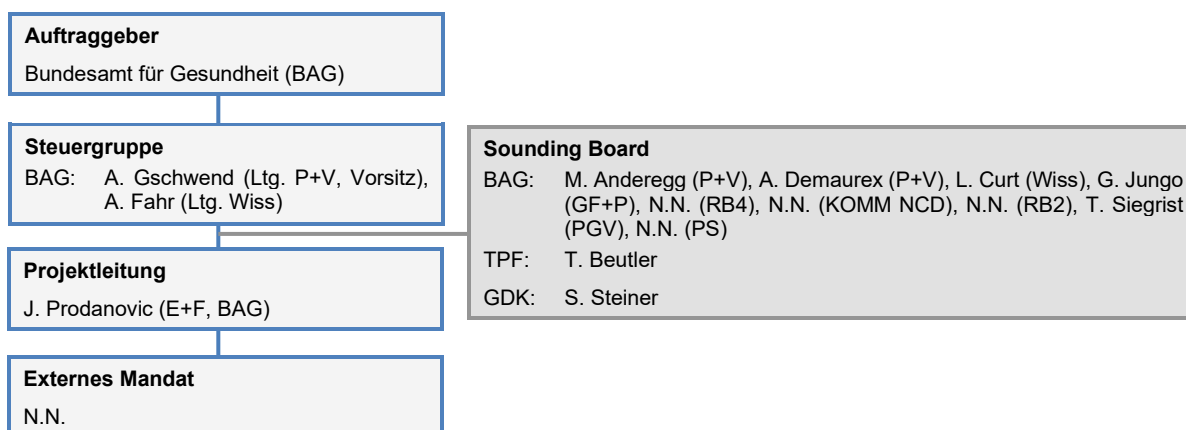 Auftraggeber
Bundesamt für Gesundheit (BAG)
Steuergruppe
BAG: A. Gschwend (Ltg. P+V, Vorsitz),
A. Fahr (Ltg. Wiss)
Sounding Board
BAG: M. Anderegg (P+V), A. Demaurex (P+V), L. Curt (Wiss), G. Jungo
(GF+P), N.N. (RB4), N.N. (KOMM NCD), N.N. (RB2), T. Siegrist
(PGV), N.N. (PS)
TPF: T. Beutler
GDK: S. Steiner
Projektleitung
J. Prodanovic (E+F, BAG)
Externes Mandat
N.N.